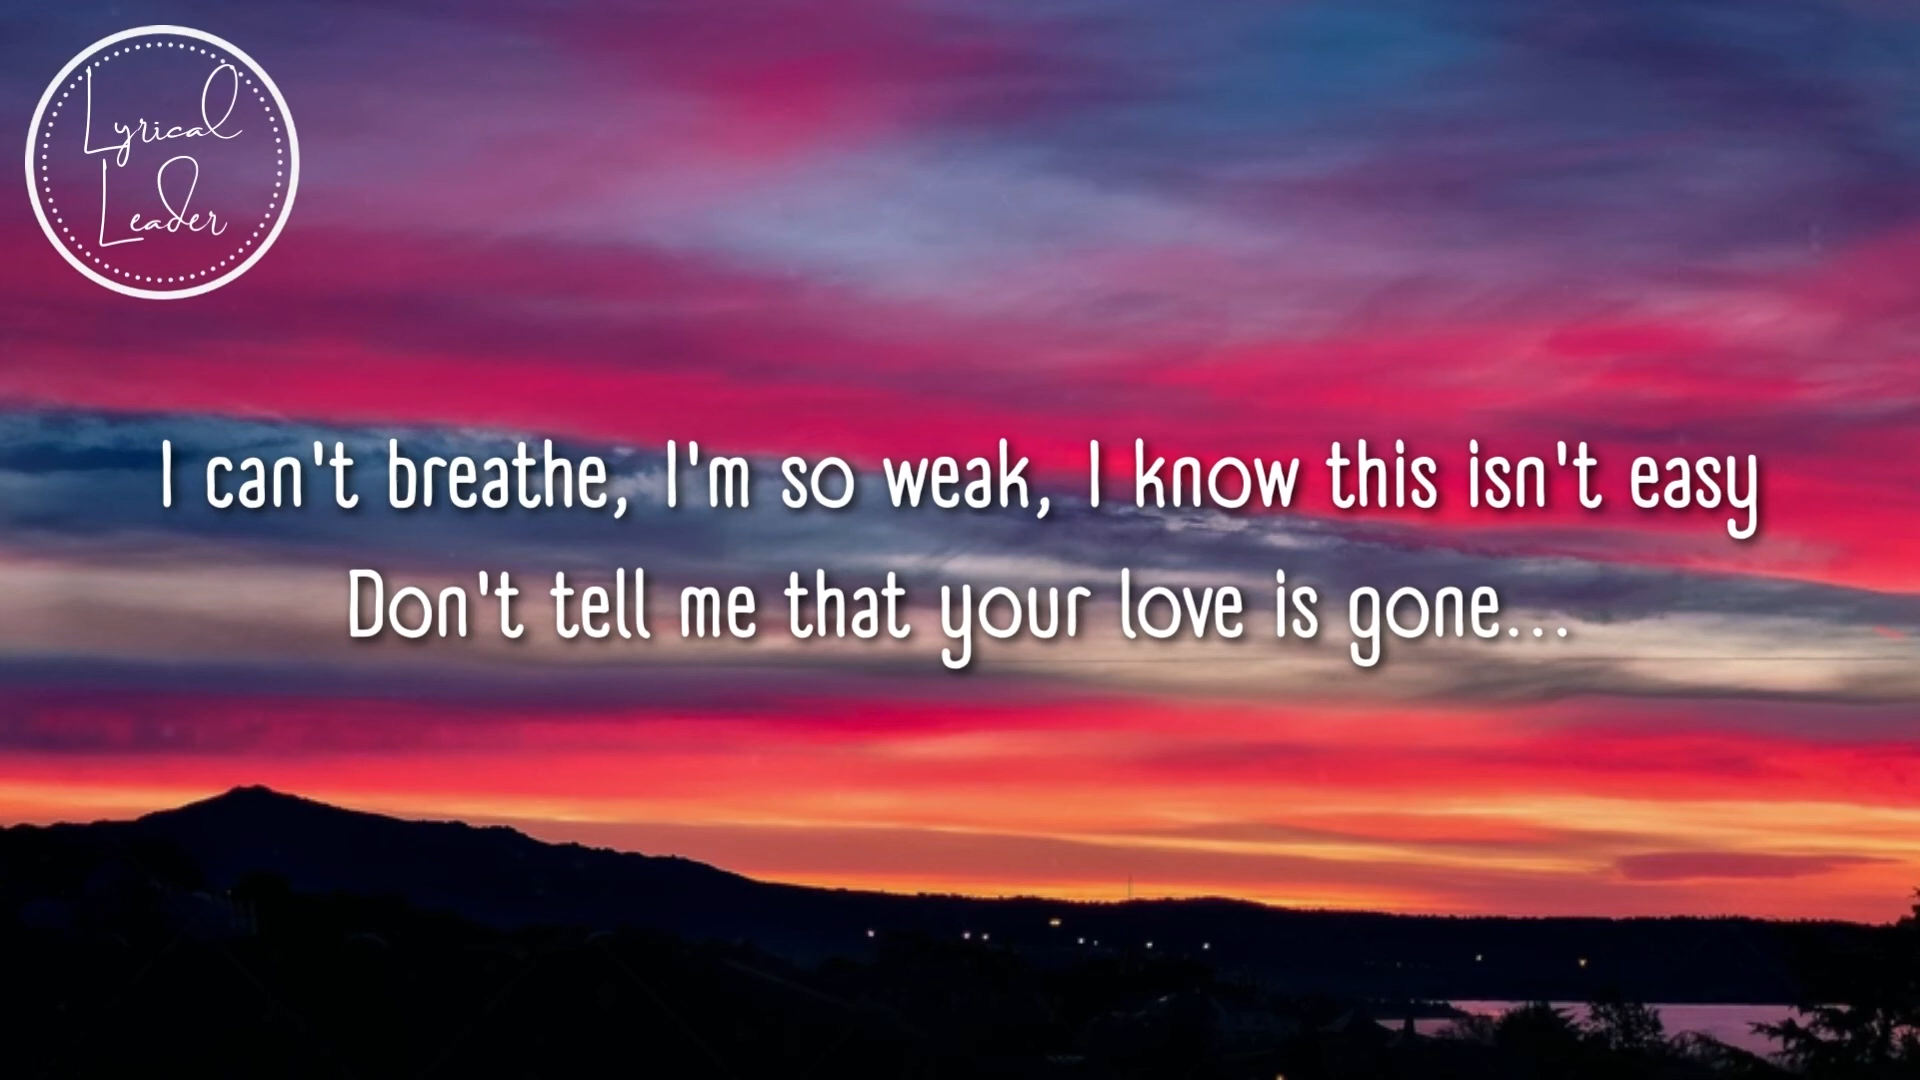 Lyrical
Leader
I can't breathe, I'm so weak, I know this isn't easy
Don't tell me that your love is gone...